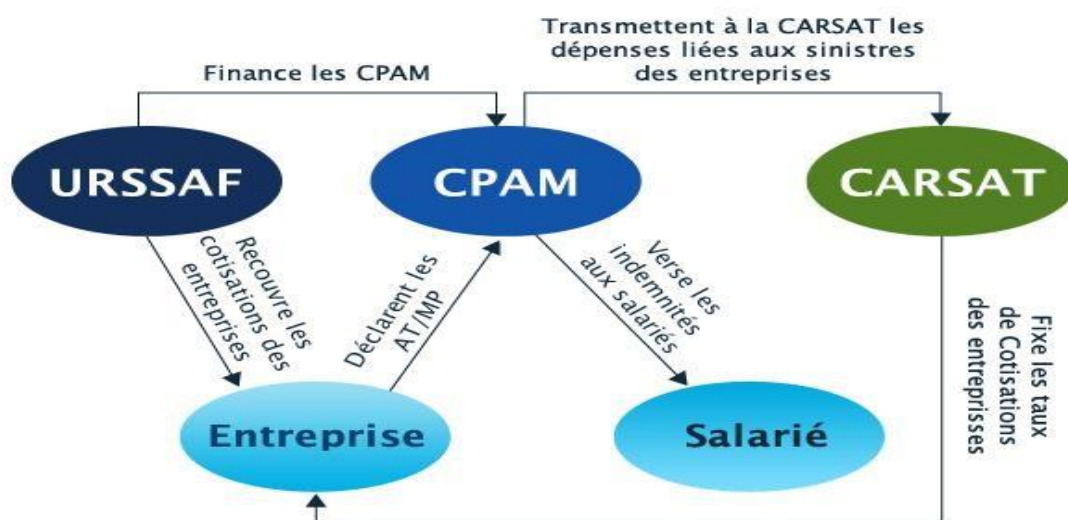 Transmettent à la CARSAT les
dépenses liées aux sinistres
des entreprises
Finance les CPAM
URSSAF
CPAM
CARSAT
Recouvre les
cotisations des
entreprises
Déclarent les
AT/MP
Verse les
indemnités
aux salariés
Fixe les taux
de Cotisations
des entreprisses
Entreprise
Salarié